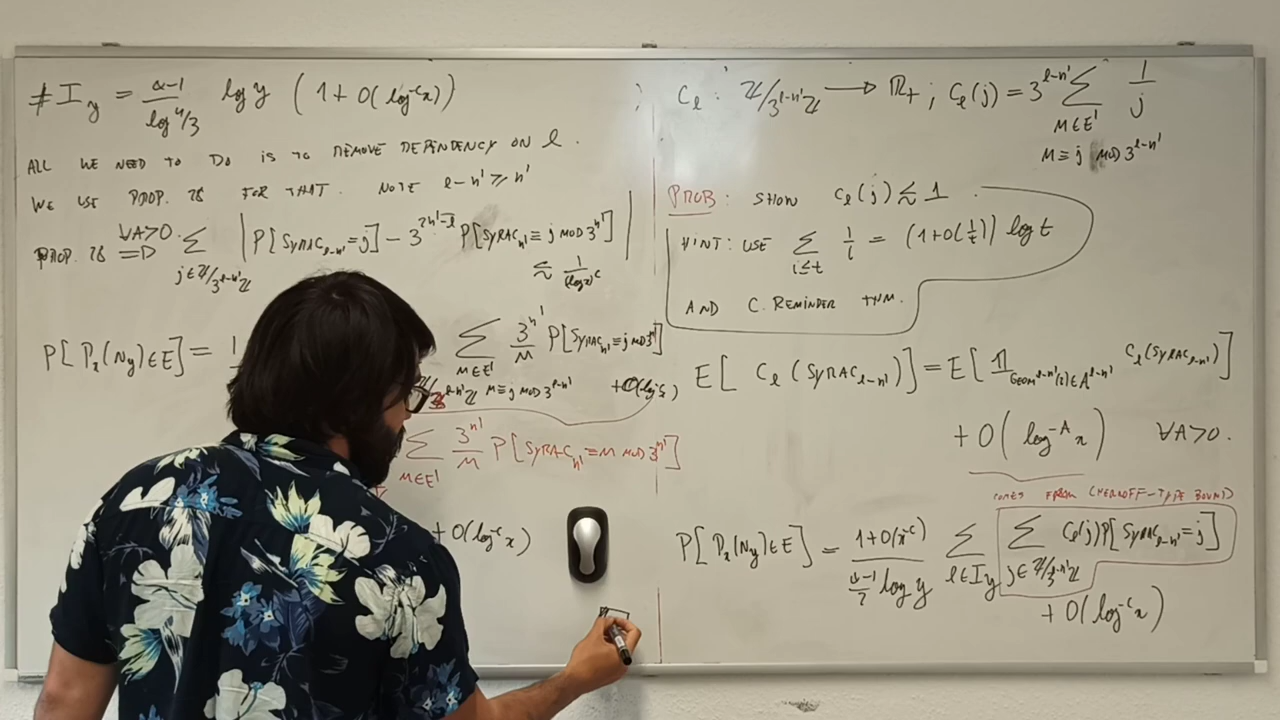 # I_y = α-1 / log 4/3 log y (1 + O(log^{-c} x))
ALL WE NEED TO DO IS TO REMOVE DEPENDENCY ON l.
WE USE PROP. 18 FOR THAT. NOTE l-n' ≥ n'
PROP. 18 ⇒ ∀A>0. Σ_{j∈ℤ/3^{l-n'}ℤ} | P[SYRAC_{l-n'} = j] - 3^{2n'-l} P[SYRAC_{n'} ≡ j MOD 3^{n'}] |
≲ 1/(log x)^c
P[P_x(N_y)∈E] = 1
Σ_{M∈E'} 3^{n'}/M P[SYRAC_{n'} ≡ j MOD 3^{n'}]
M≡j MOD 3^{l-n'} + O(log^{-c} x)
Σ_{M∈E'} 3^{n'}/M P[SYRAC_{n'} = M MOD 3^{n'}]
+ O(log^{-c} x)
; C_l : ℤ/3^{l-n'}ℤ → ℝ_+ ; C_l(j) = 3^{l-n'} Σ_{M∈E'} 1/j
M≡j MOD 3^{l-n'}
PROB: SHOW C_l(j) ≲ 1
HINT: USE Σ_{i≤t} 1/i = (1+O(1/t)) log t
AND C. REMINDER THM.
E[C_l(SYRAC_{l-n'})] = E[𝟙_{GEOM^{l-n'}(2)∈A^{l-n'}} C_l(SYRAC_{l-n'})]
+ O(log^{-A} x) ∀A>0.
COMES FROM CHERNOFF-TYPE BOUND
P[P_x(N_y)∈E] = 1+O(x^{-c}) / α-1/2 log y Σ_{l∈I_y} Σ_{j∈ℤ/3^{l-n'}ℤ} C_l(j) P[SYRAC_{l-n'} = j]
+ O(log^{-c} x)